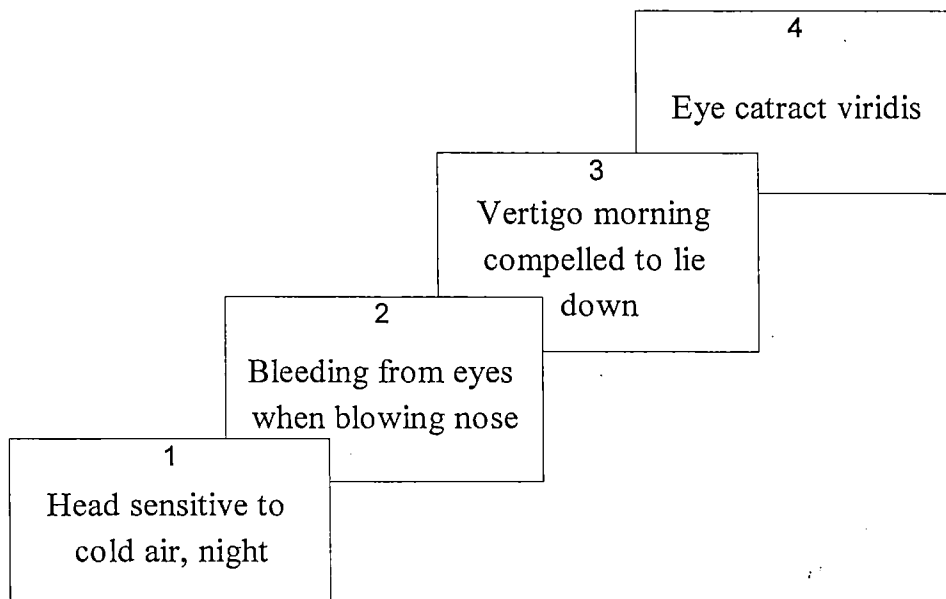 4
Eye catract viridis
3
Vertigo morning
compelled to lie
down
2
Bleeding from eyes
when blowing nose
1
Head sensitive to
cold air, night